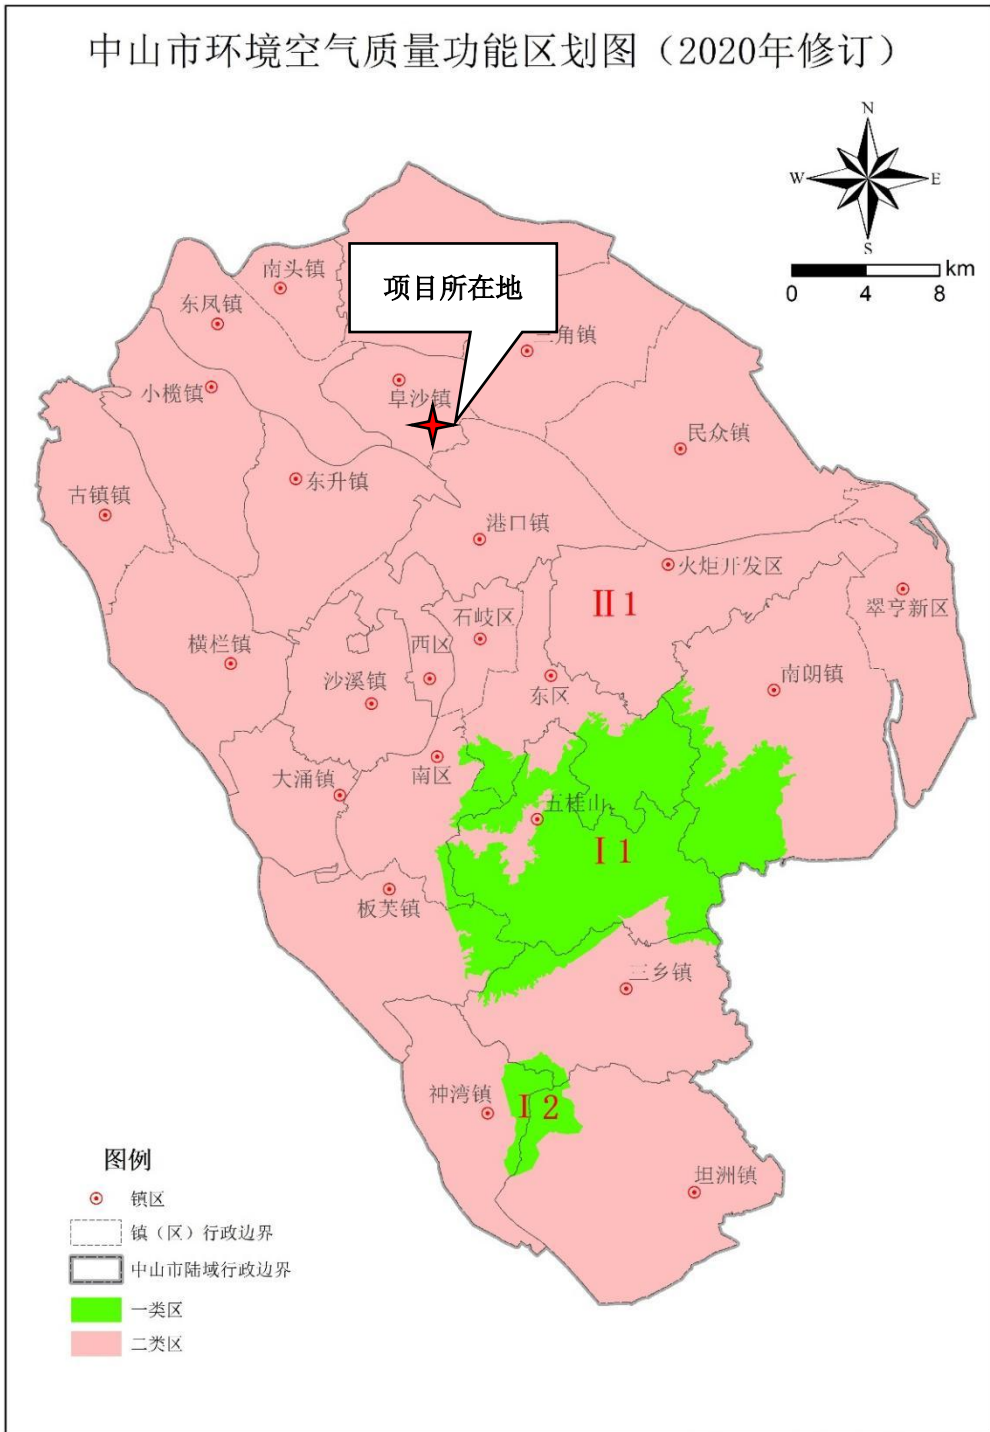 中山市环境空气质量功能区划图（2020年修订）
N
W
E
S
km
0 4 8
南头镇
项目所在地
东凤镇
三角镇
小榄镇
阜沙镇
民众镇
东升镇
古镇镇
港口镇
火炬开发区
翠亨新区
II 1
石岐区
横栏镇
西区
沙溪镇
东区
南朗镇
南区
大涌镇
五桂山
I 1
板芙镇
三乡镇
神湾镇
I 2
坦洲镇
图例
镇区
镇（区）行政边界
中山市陆域行政边界
一类区
二类区